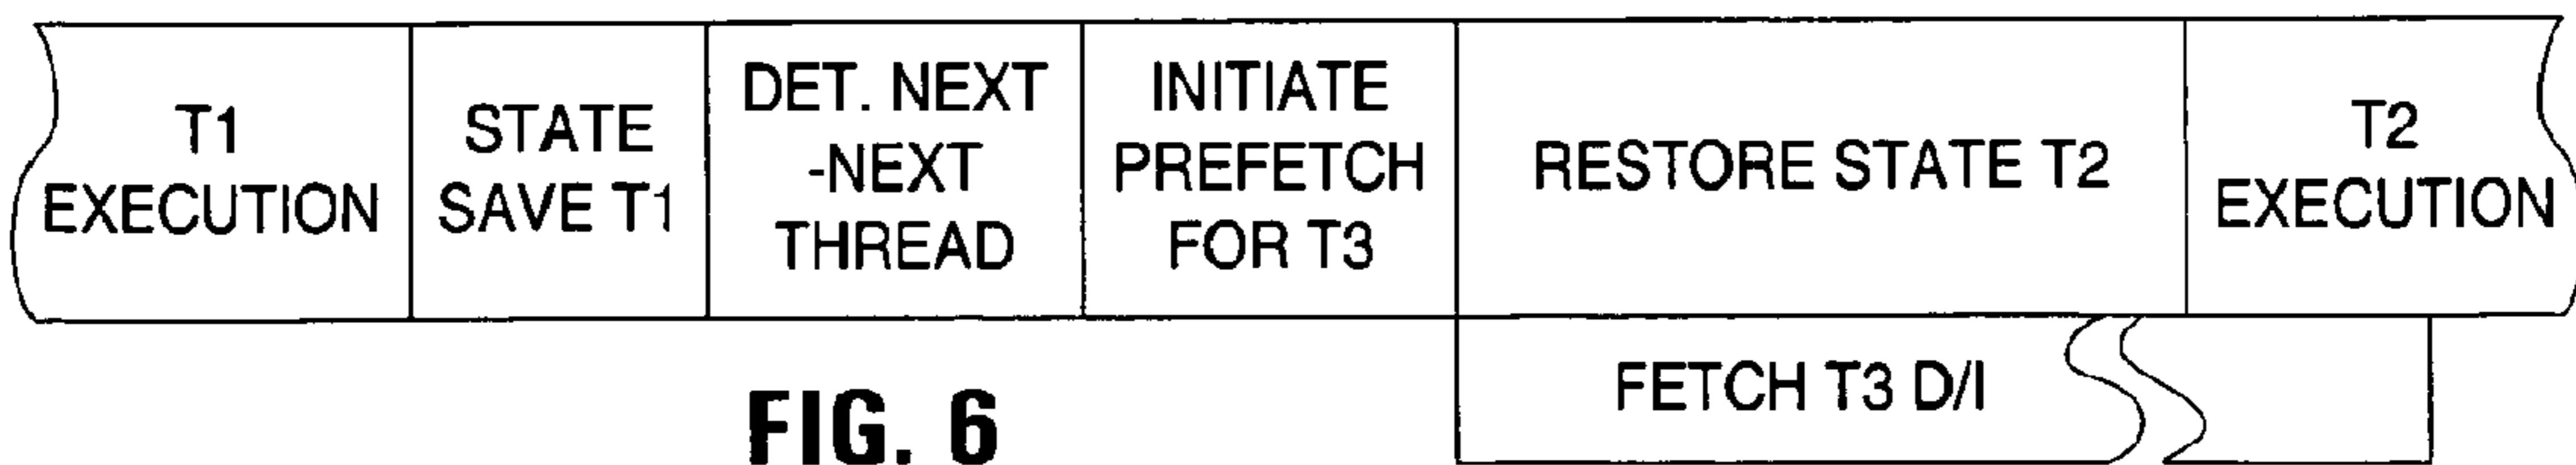 T1
EXECUTION
STATE
SAVE T1
DET. NEXT
-NEXT
THREAD
INITIATE
PREFETCH
FOR T3
RESTORE STATE T2
T2
EXECUTION
FETCH T3 D/I
FIG. 6